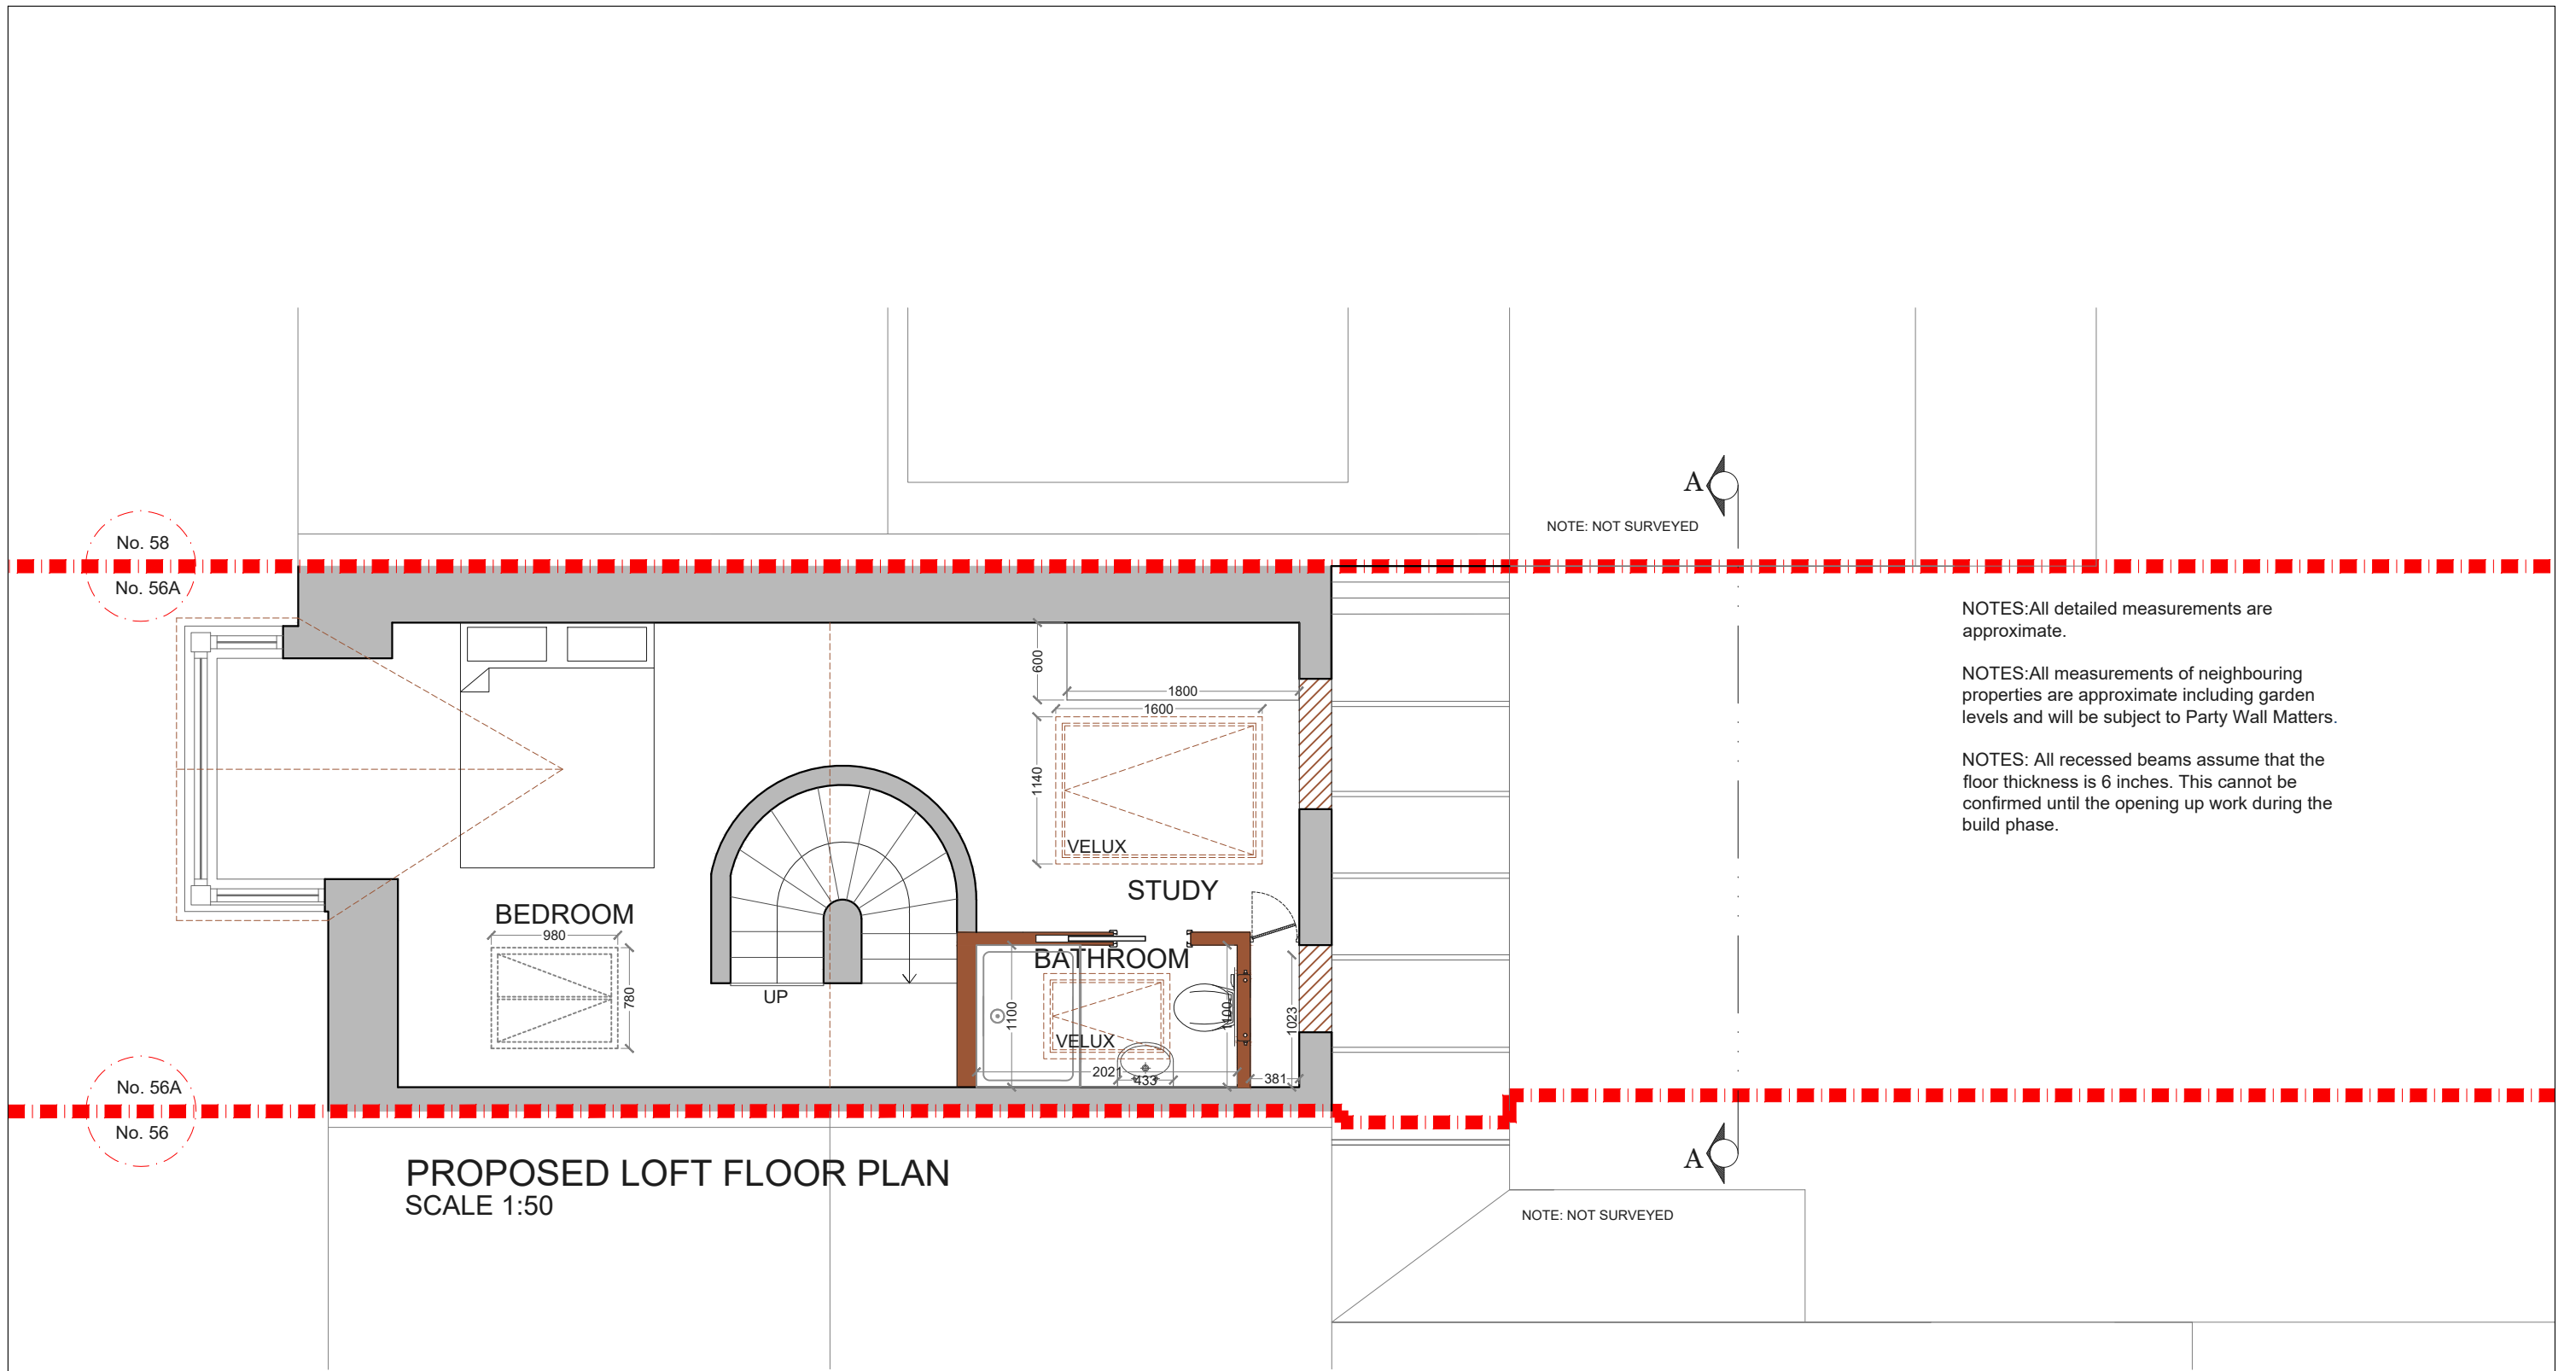 A
NOTE: NOT SURVEYED
No. 58
No. 56A
NOTES:All detailed measurements are
approximate.
NOTES:All measurements of neighbouring
properties are approximate including garden
levels and will be subject to Party Wall Matters.
NOTES: All recessed beams assume that the
floor thickness is 6 inches. This cannot be
confirmed until the opening up work during the
build phase.
600
1800
1600
1140
VELUX
STUDY
BEDROOM
980
780
UP
BATHROOM
1100
1100
1023
VELUX
2021
433
381
No. 56A
No. 56
PROPOSED LOFT FLOOR PLAN
SCALE 1:50
A
NOTE: NOT SURVEYED